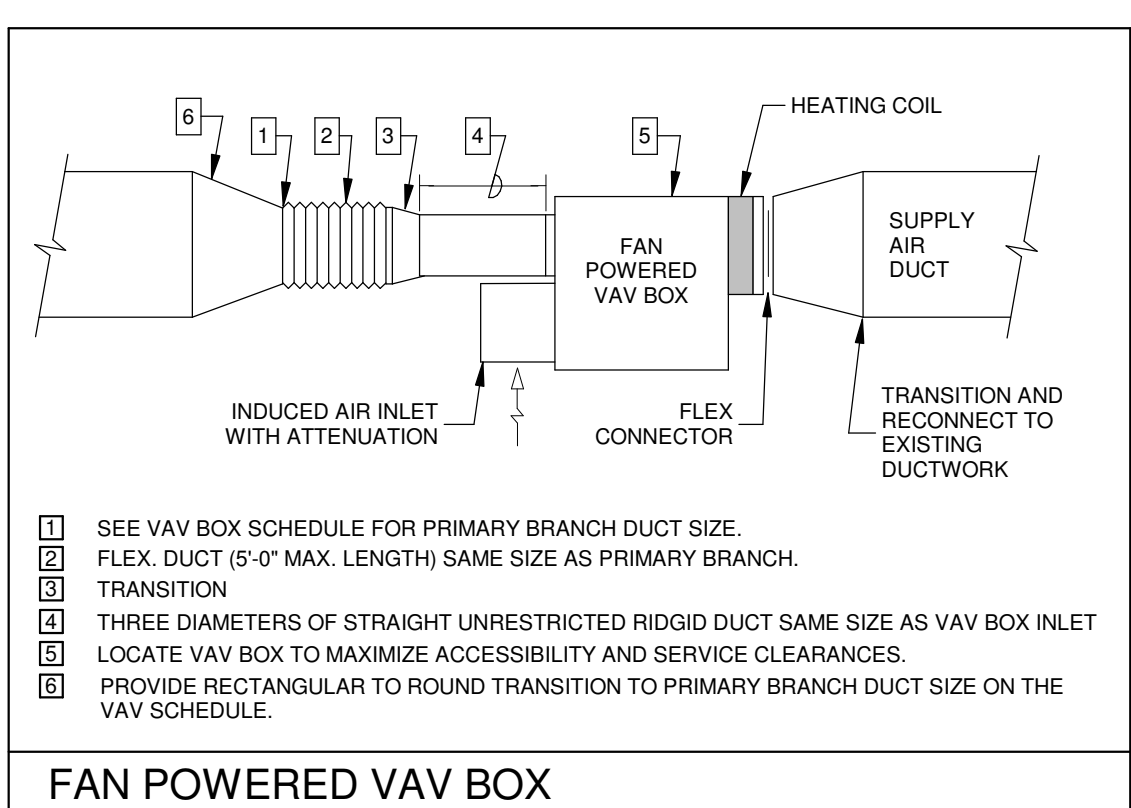 6
1
2
3
4
5
HEATING COIL
D
FAN
POWERED
VAV BOX
SUPPLY
AIR
DUCT
INDUCED AIR INLET
WITH ATTENUATION
FLEX
CONNECTOR
TRANSITION AND
RECONNECT TO
EXISTING
DUCTWORK
1 SEE VAV BOX SCHEDULE FOR PRIMARY BRANCH DUCT SIZE.
2 FLEX. DUCT (5'-0" MAX. LENGTH) SAME SIZE AS PRIMARY BRANCH.
3 TRANSITION
4 THREE DIAMETERS OF STRAIGHT UNRESTRICTED RIDGID DUCT SAME SIZE AS VAV BOX INLET
5 LOCATE VAV BOX TO MAXIMIZE ACCESSIBILITY AND SERVICE CLEARANCES.
6 PROVIDE RECTANGULAR TO ROUND TRANSITION TO PRIMARY BRANCH DUCT SIZE ON THE
VAV SCHEDULE.
FAN POWERED VAV BOX